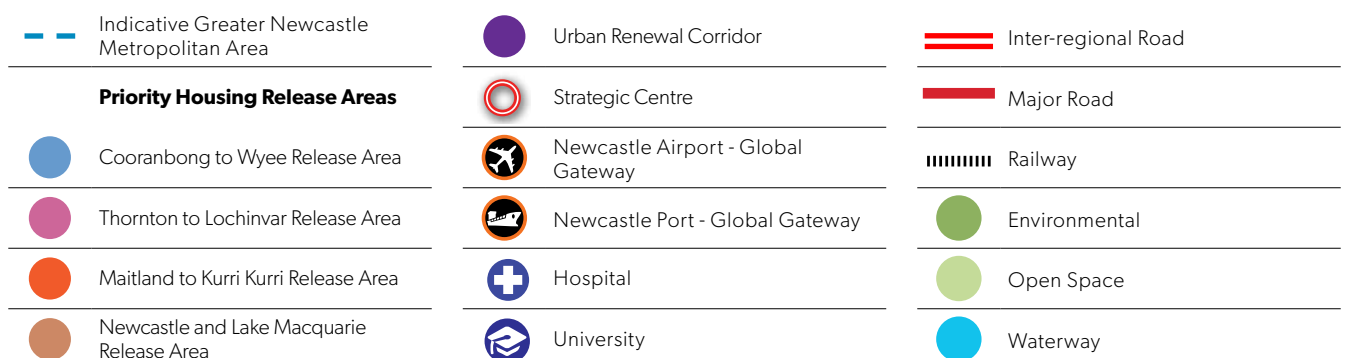 Indicative Greater Newcastle
Metropolitan Area
Priority Housing Release Areas
Cooranbong to Wyee Release Area
Thornton to Lochinvar Release Area
Maitland to Kurri Kurri Release Area
Newcastle and Lake Macquarie
Release Area
Urban Renewal Corridor
Strategic Centre
Newcastle Airport - Global
Gateway
Newcastle Port - Global Gateway
Hospital
University
Inter-regional Road
Major Road
Railway
Environmental
Open Space
Waterway